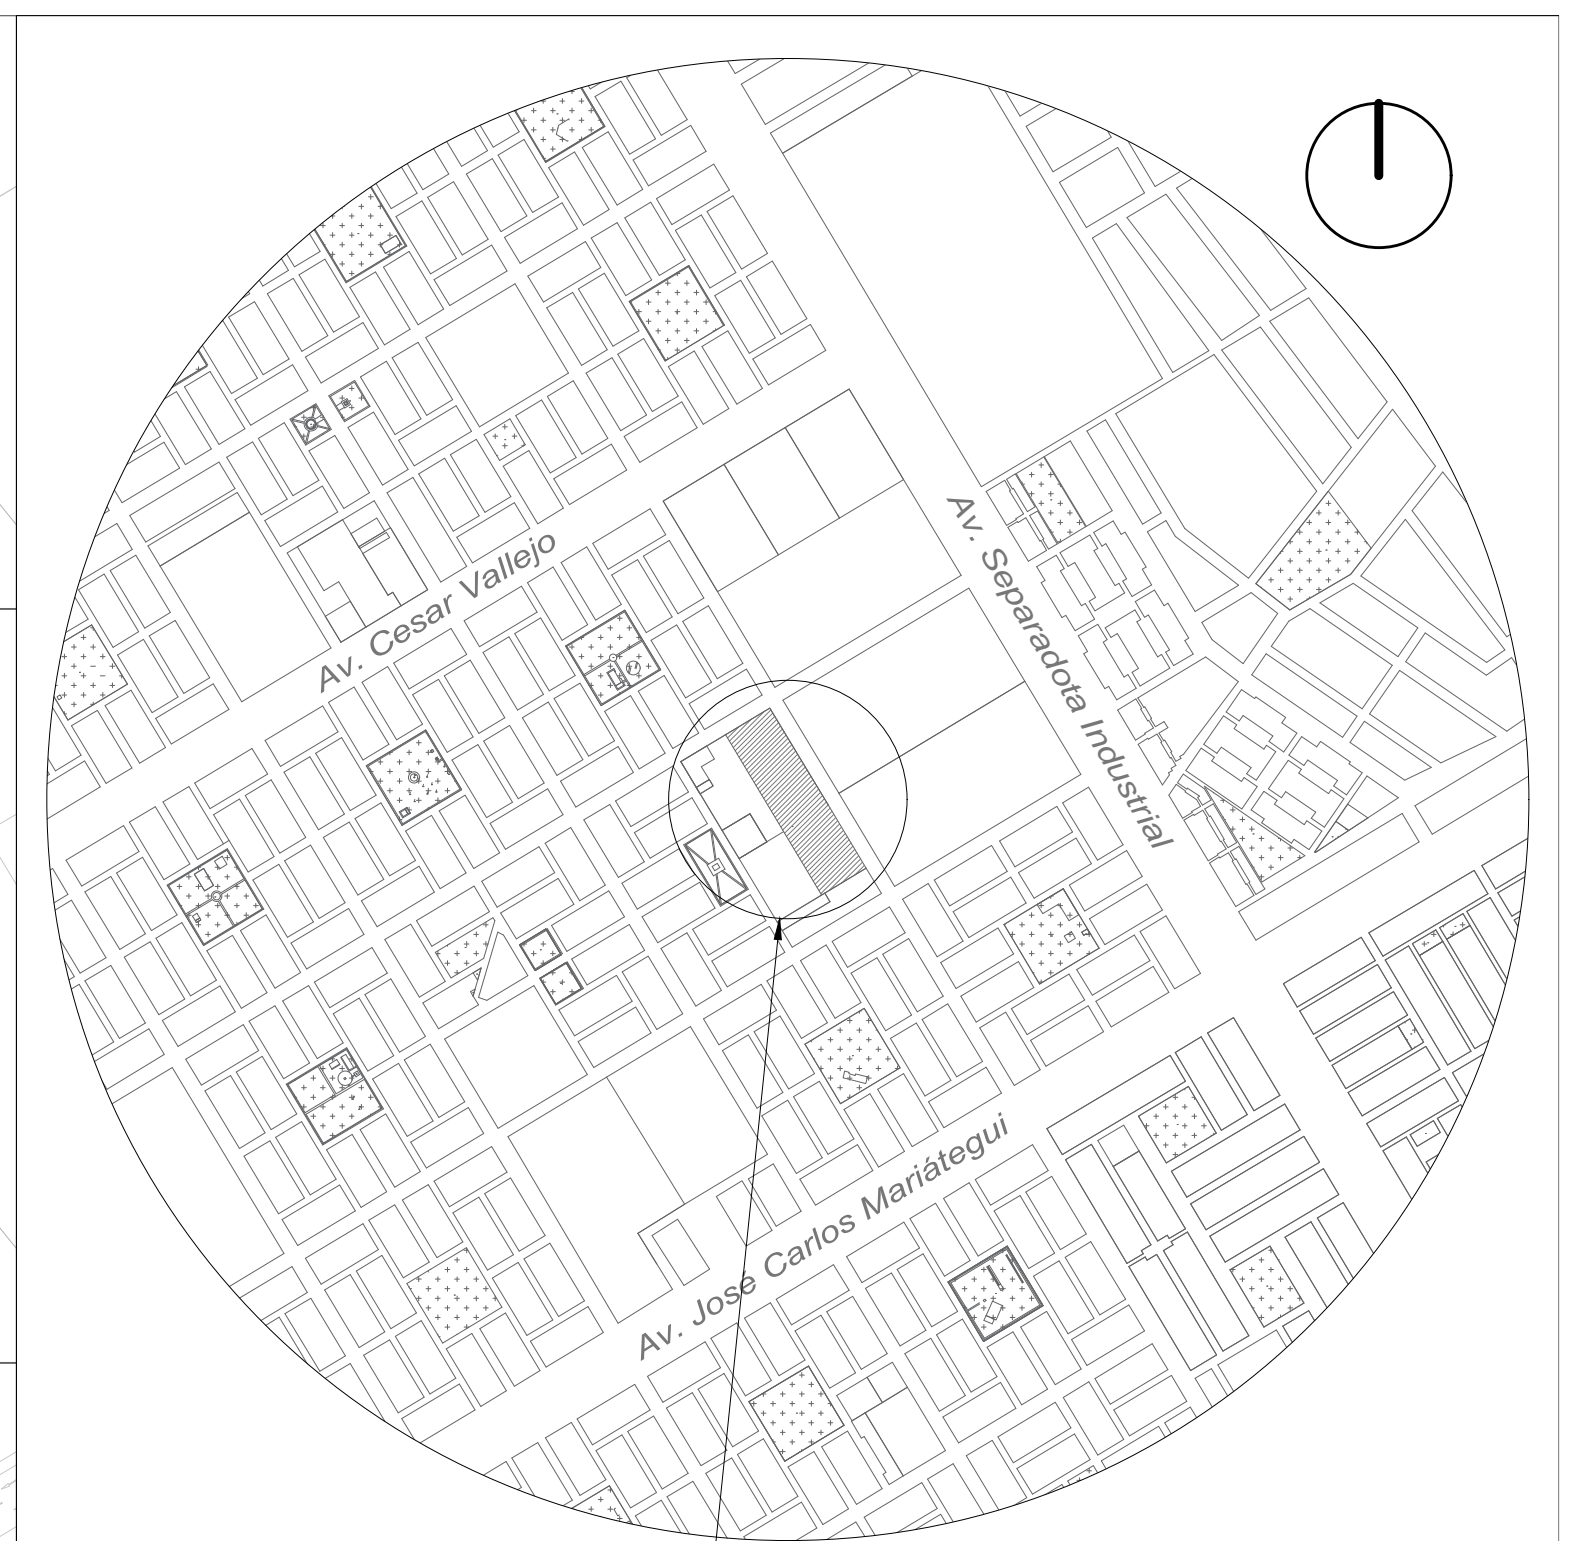 Av. Cesar Vallejo
Av. Separadota Industrial
Av. José Carlos Mariátegui